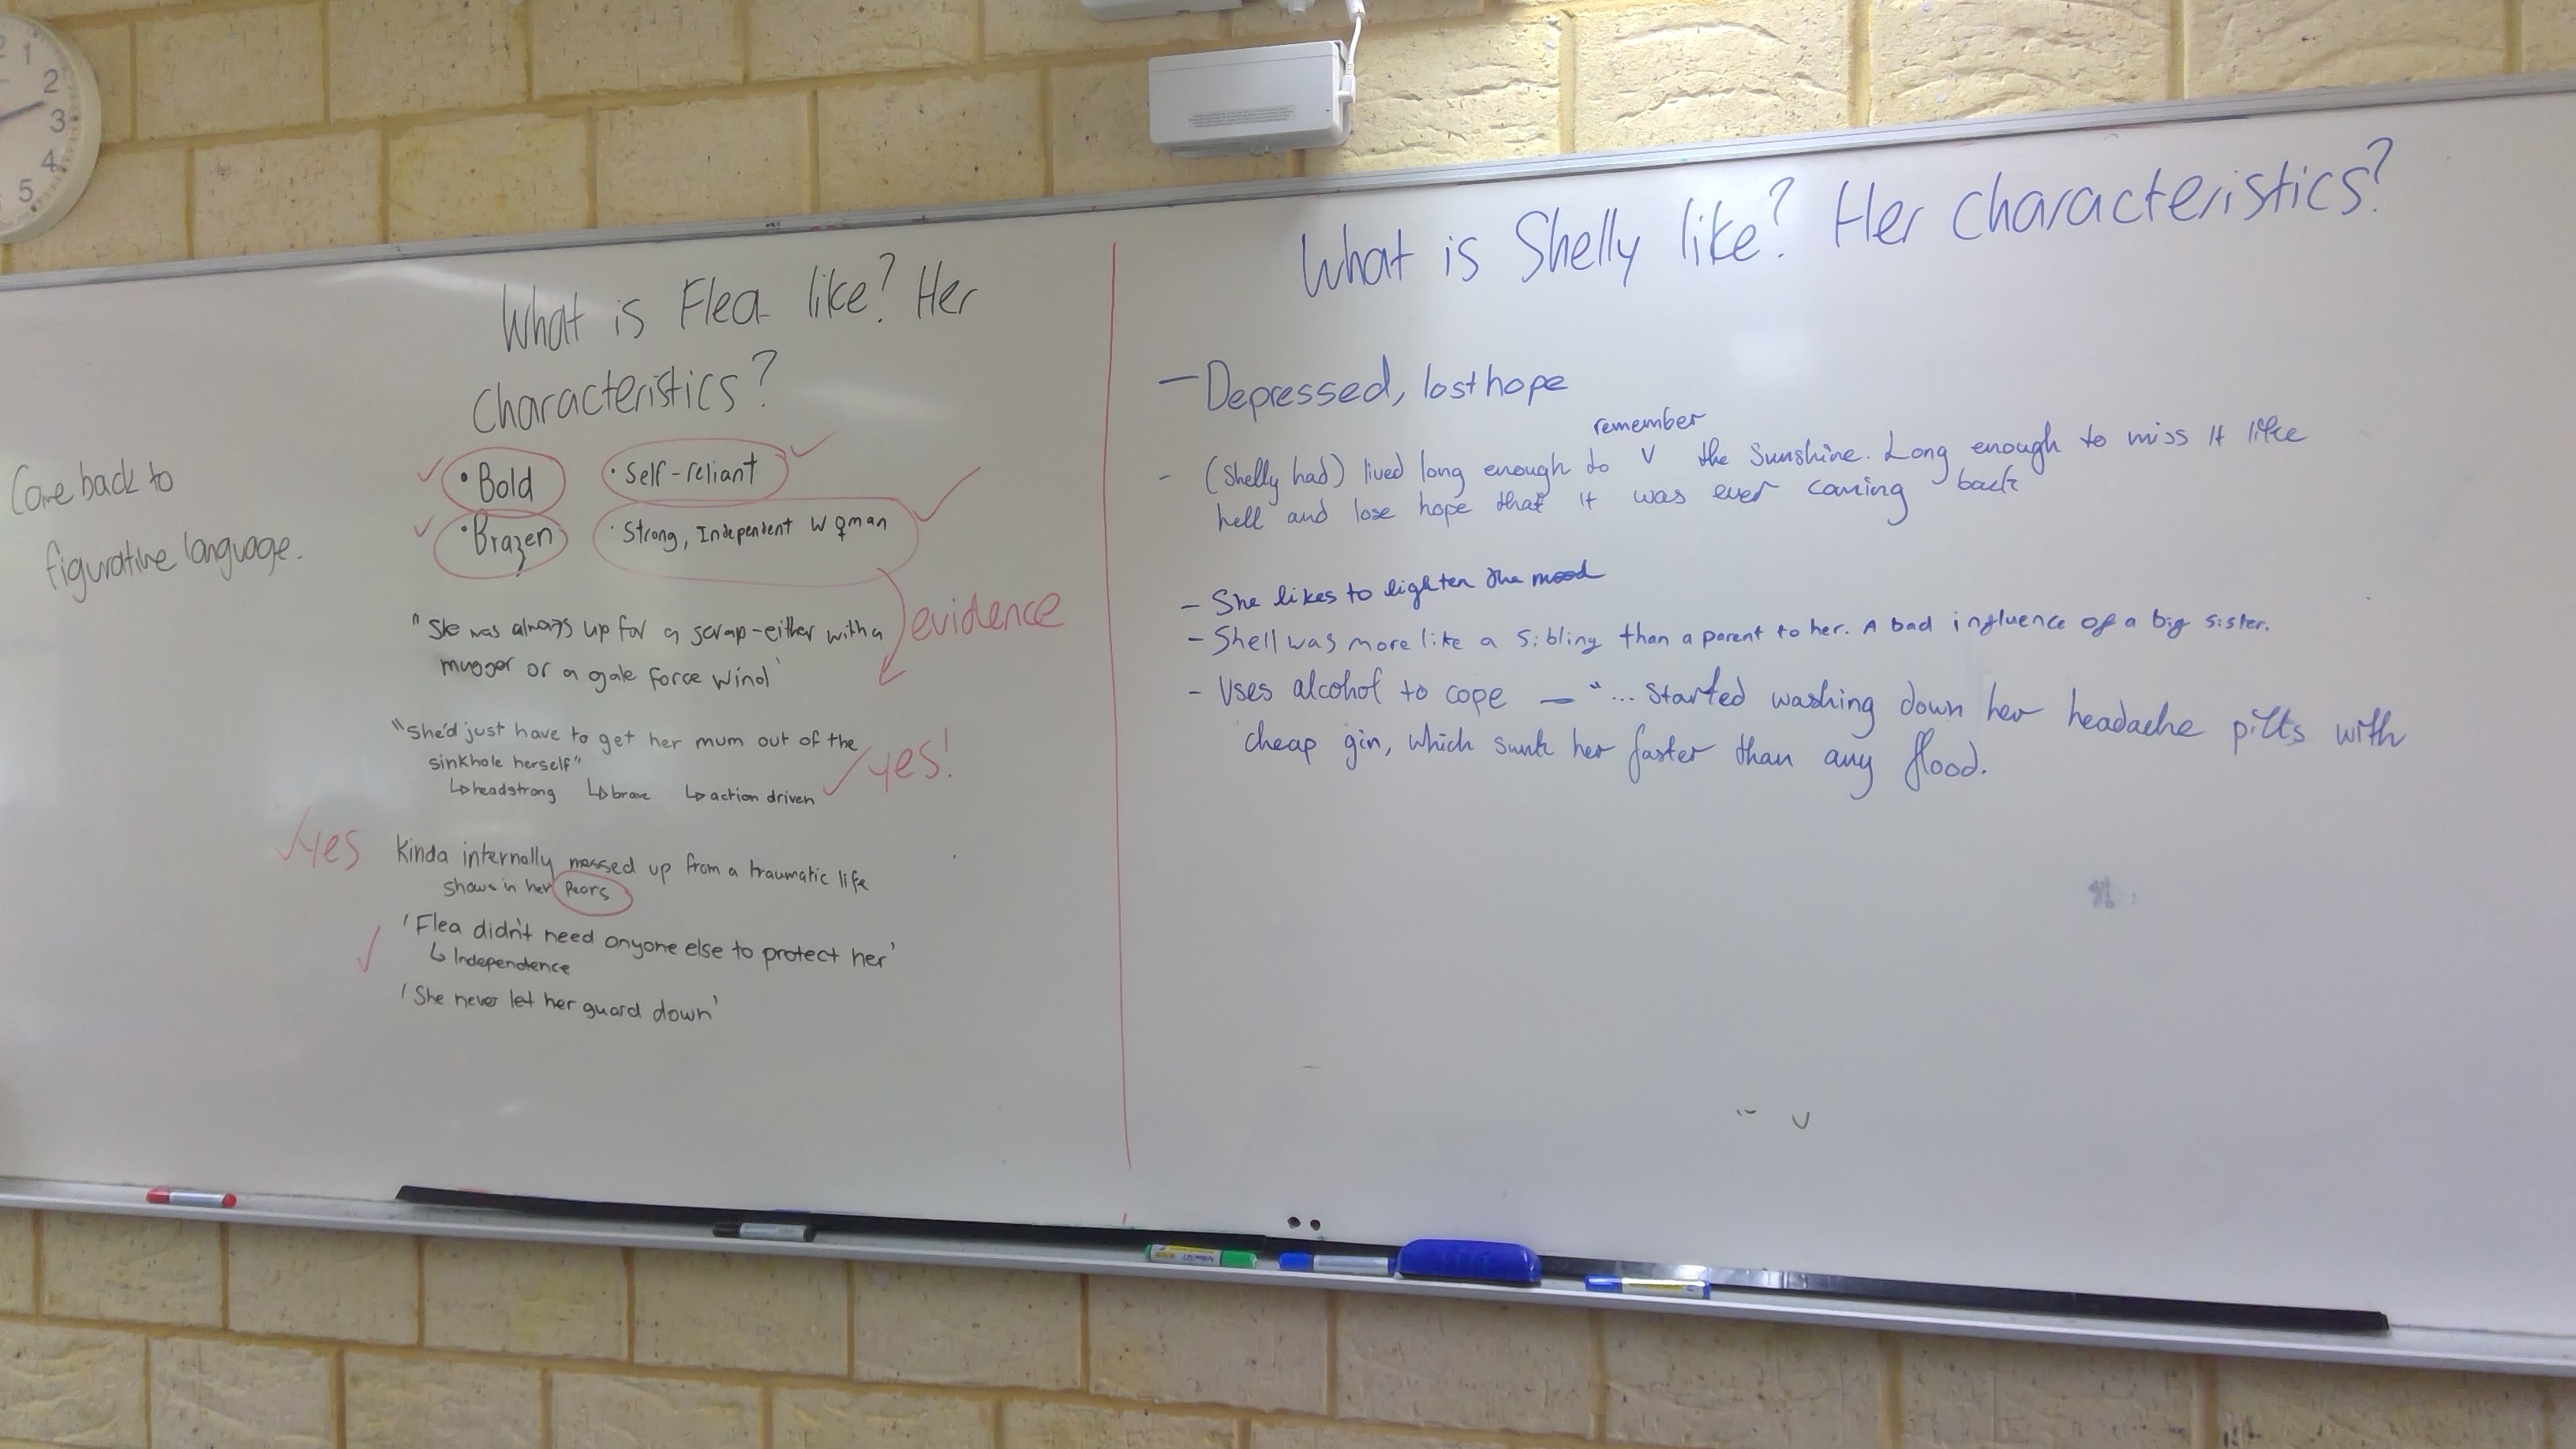 1
2
3
4
5
Come back to
figurative language.
What is Flea like? Her
Characteristics?
• Bold
• Self-reliant
• Brazen
• Strong, Independent Woman
"She was always up for a scrap - either with a
mugger or a gale force wind'
evidence
"She'd just have to get her mum out of the
sinkhole herself"
↳ headstrong ↳ brave ↳ action driven
yes!
yes
Kinda internally messed up from a traumatic life
shows in her
'Flea didn't need anyone else to protect her'
↳ Independence
'She never let her guard down'
What is Shelly like? Her characteristics?
- Depressed, lost hope
remember
- (Shelly had) lived long enough to v the Sunshine. Long enough to miss it like
hell and lose hope that it was ever coming back
- She likes to lighten the mood
- Shell was more like a sibling than a parent to her. A bad influence of a big sister.
- Uses alcohol to cope - "... Started washing down her headache pills with
cheap gin, which sunk her faster than any flood.